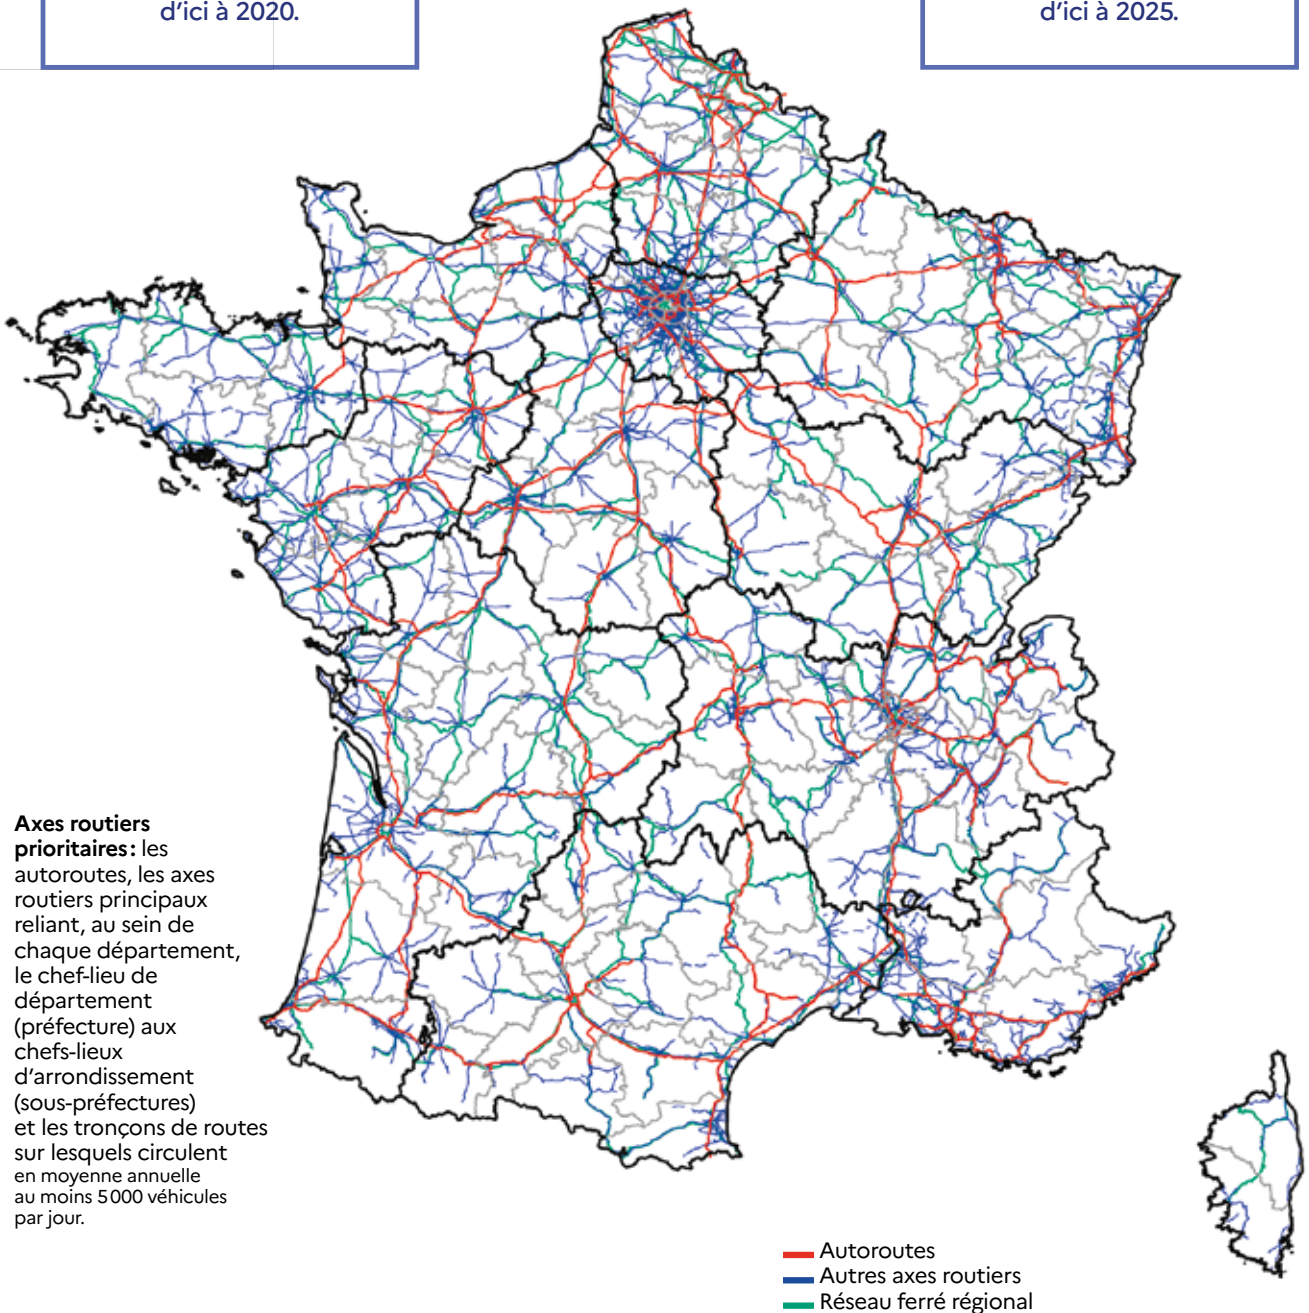 d'ici à 2020.
d'ici à 2025.
Axes routiers
prioritaires : les
autoroutes, les axes
routiers principaux
reliant, au sein de
chaque département,
le chef-lieu de
département
(préfecture) aux
chefs-lieux
d'arrondissement
(sous-préfectures)
et les tronçons de routes
sur lesquels circulent
en moyenne annuelle
au moins 5 000 véhicules
par jour.
Autoroutes
Autres axes routiers
Réseau ferré régional